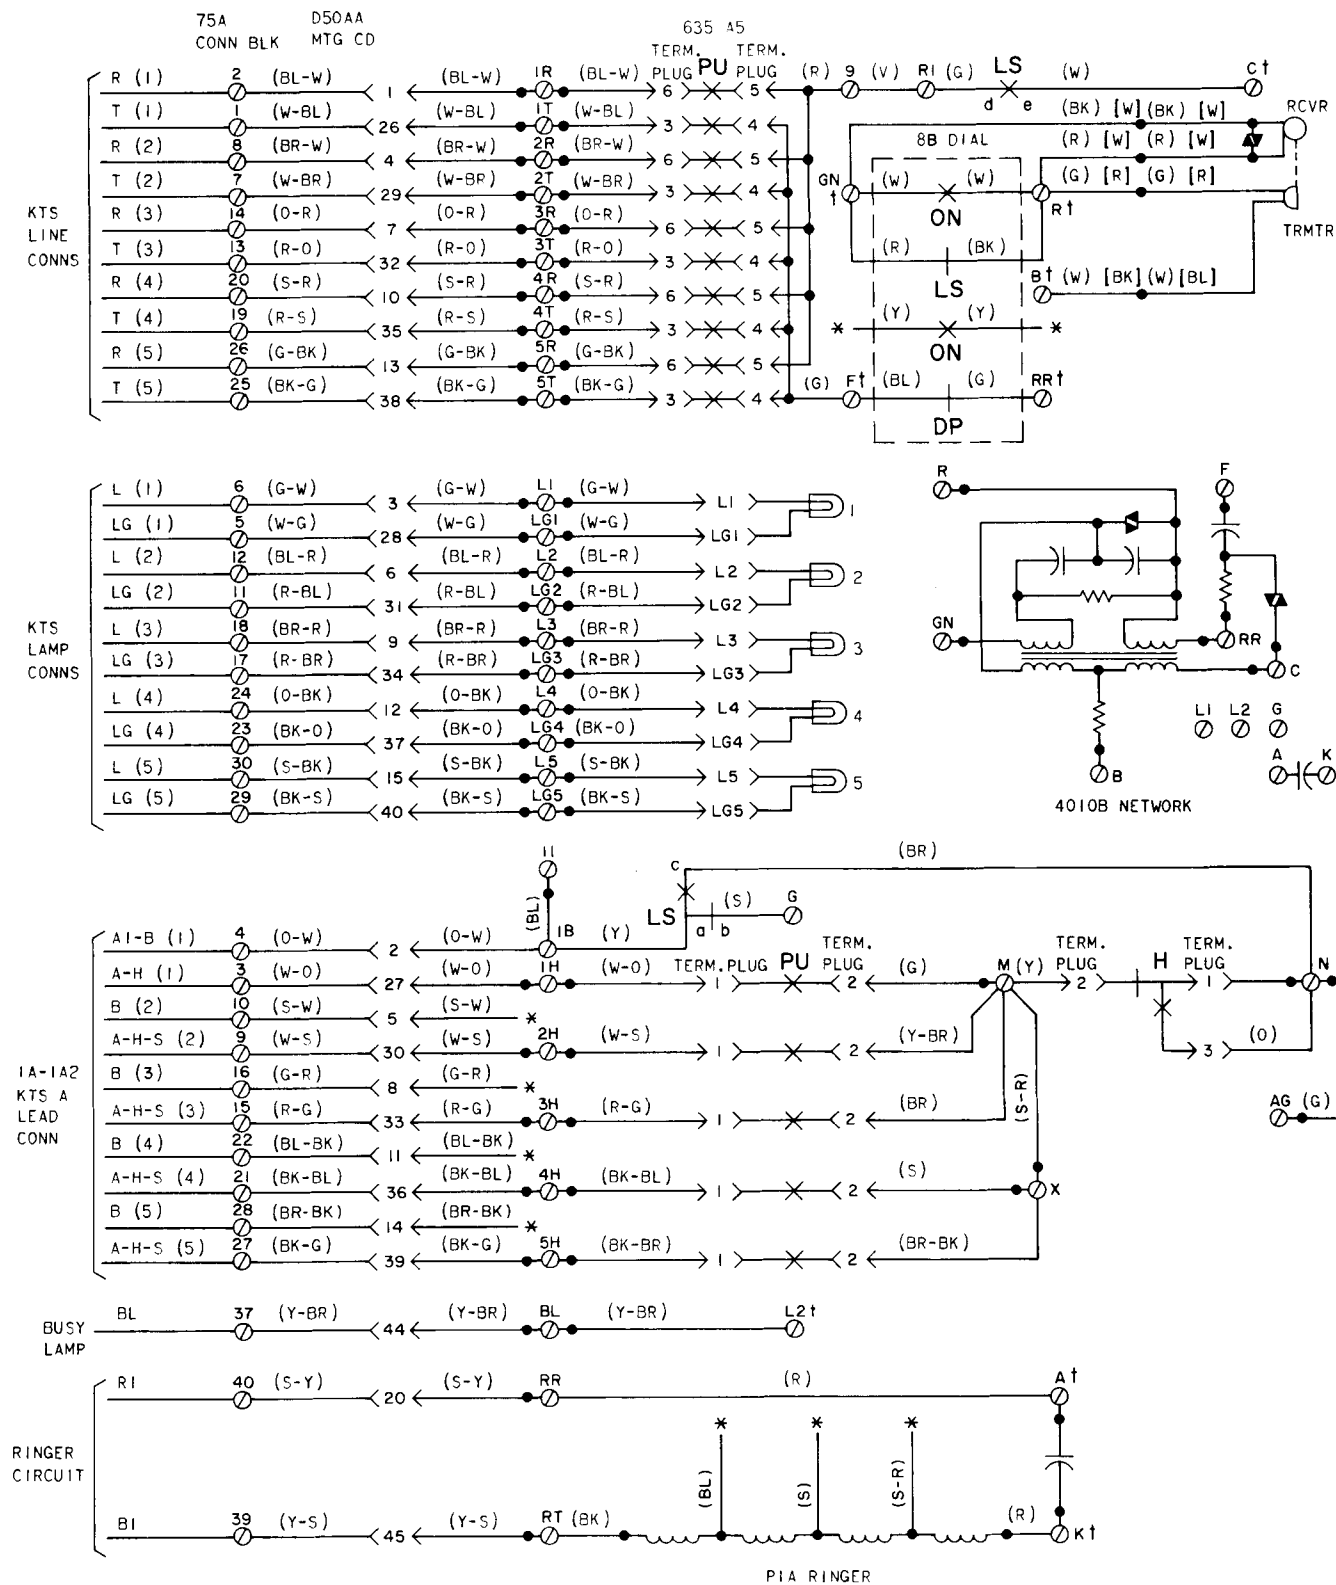 75A D50AA
CONN BLK MTG CD
635 A5
TERM. PLUG PU TERM. PLUG
KTS LINE CONNS
R (1) 2 (BL-W) 1 (BL-W) 1R (BL-W) 6 5 (R) 9 (V) R1 (G) LS (W) C†
d e
T (1) 1 (W-BL) 26 (W-BL) 1T (W-BL) 3 4 (BK) [W] (BK) [W] RCVR
R (2) 8 (BR-W) 4 (BR-W) 2R (BR-W) 6 5 8B DIAL (R) [W] (R) [W]
T (2) 7 (W-BR) 29 (W-BR) 2T (W-BR) 3 4 GN † (W) (W) R† (G) [R] (G) [R]
ON
TRMTR
R (3) 14 (O-R) 7 (O-R) 3R (O-R) 6 5
T (3) 13 (R-O) 32 (R-O) 3T (R-O) 3 4 (R) (BK)
LS
R (4) 20 (S-R) 10 (S-R) 4R (S-R) 6 5 B† (W) [BK] (W) [BL]
T (4) 19 (R-S) 35 (R-S) 4T (R-S) 3 4 * (Y) (Y) *
ON
R (5) 26 (G-BK) 13 (G-BK) 5R (G-BK) 6 5
T (5) 25 (BK-G) 38 (BK-G) 5T (BK-G) 3 4 (G) F† (BL) (G) RR†
DP
KTS LAMP CONNS
L (1) 6 (G-W) 3 (G-W) L1 (G-W) L1 1
LG (1) 5 (W-G) 28 (W-G) LG1 (W-G) LG1
L (2) 12 (BL-R) 6 (BL-R) L2 (BL-R) L2 2
LG (2) 11 (R-BL) 31 (R-BL) LG2 (R-BL) LG2
L (3) 18 (BR-R) 9 (BR-R) L3 (BR-R) L3 3
LG (3) 17 (R-BR) 34 (R-BR) LG3 (R-BR) LG3
L (4) 24 (O-BK) 12 (O-BK) L4 (O-BK) L4 4
LG (4) 23 (BK-O) 37 (BK-O) LG4 (BK-O) LG4
L (5) 30 (S-BK) 15 (S-BK) L5 (S-BK) L5 5
LG (5) 29 (BK-S) 40 (BK-S) LG5 (BK-S) LG5
R F
GN RR
C
L1 L2 G
B A K
4010B NETWORK
11
(BL)
C (BR)
LS a b (S) G
1A-1A2 KTS A LEAD CONN
A1-B (1) 4 (O-W) 2 (O-W) 1B (Y)
TERM. PLUG PU TERM. PLUG
TERM. PLUG H TERM. PLUG
A-H (1) 3 (W-O) 27 (W-O) 1H (W-O) 1 2 (G) M (Y) 2 1 N
B (2) 10 (S-W) 5 (S-W) *
A-H-S (2) 9 (W-S) 30 (W-S) 2H (W-S) 1 2 (Y-BR) 3 (O)
B (3) 16 (G-R) 8 (G-R) *
A-H-S (3) 15 (R-G) 33 (R-G) 3H (R-G) 1 2 (BR) (S-R) AG (G)
B (4) 22 (BL-BK) 11 (BL-BK) *
A-H-S (4) 21 (BK-BL) 36 (BK-BL) 4H (BK-BL) 1 2 (S) X
B (5) 28 (BR-BK) 14 (BR-BK) *
A-H-S (5) 27 (BK-G) 39 (BK-G) 5H (BK-BR) 1 2 (BR-BK)
BUSY LAMP
BL 37 (Y-BR) 44 (Y-BR) BL (Y-BR) L2†
RINGER CIRCUIT
R1 40 (S-Y) 20 (S-Y) RR (R) A†
* * *
(BL) (S) (S-R)
B1 39 (Y-S) 45 (Y-S) RT (BK) (R) K†
P1A RINGER